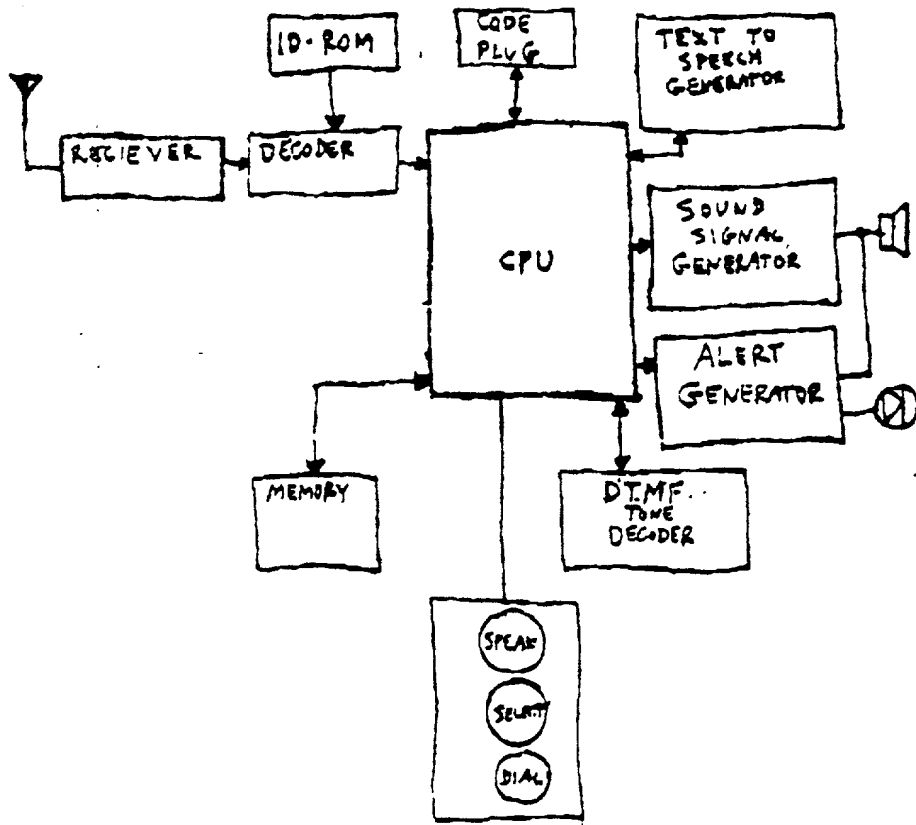 ID-ROM
CODE
PLUG
TEXT TO
SPEECH
GENERATOR
RECIEVER
DECODER
CPU
SOUND
SIGNAL
GENERATOR
ALERT
GENERATOR
MEMORY
DTMF
TONE
DECODER
SPEAK
SELECT
DIAL